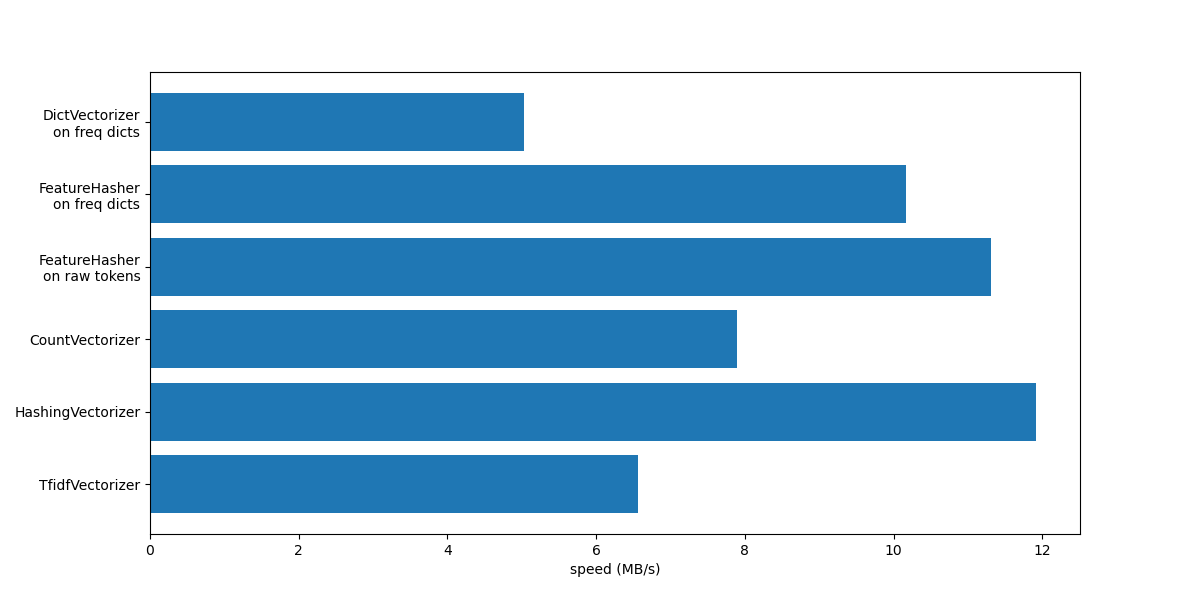 DictVectorizer
on freq dicts
FeatureHasher
on freq dicts
FeatureHasher
on raw tokens
CountVectorizer
HashingVectorizer
TfidfVectorizer
0 2 4 6 8 10 12
speed (MB/s)